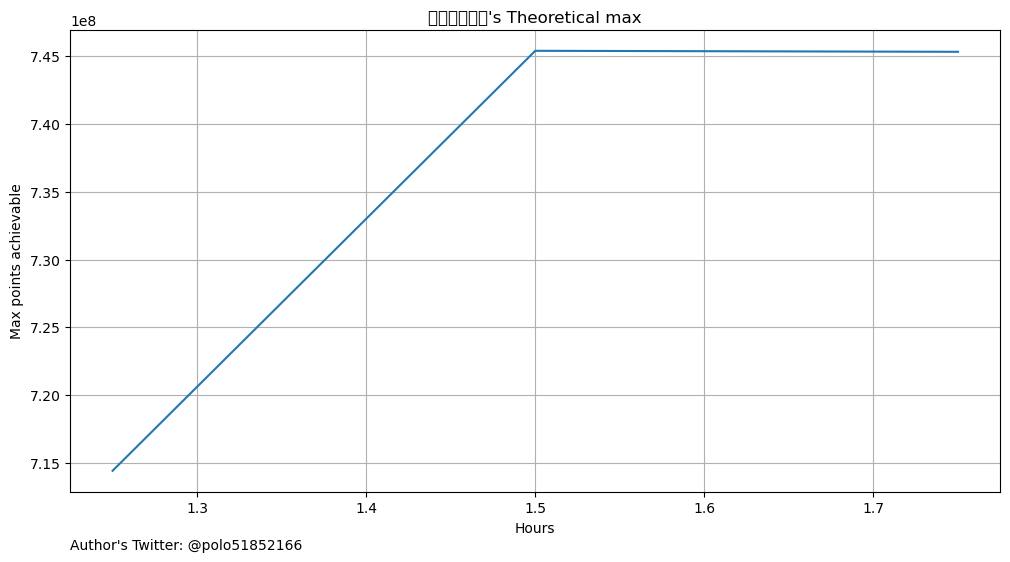 's Theoretical max
1e8
7.45
7.40
7.35
7.30
7.25
7.20
7.15
Max points achievable
1.3 1.4 1.5 1.6 1.7
Hours
Author's Twitter: @polo51852166